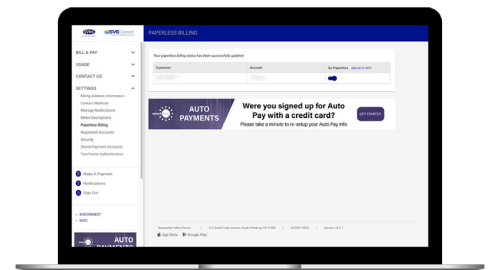 SVEConnect
PAPERLESS BILLING
BILL & PAY
USAGE
CONTACT US
SETTINGS
Billing Address Information
Contact Methods
Manage Notifications
Meter Descriptions
Paperless Billing
Registered Accounts
Security
Stored Payment Accounts
Two-Factor Authentication
Make A Payment
Notifications
Sign Out
SVECONNECT
SVEC
AUTO
PAYMENTS
Your paperless billing status has been successfully updated
Customer Account Go Paperless
AUTO
PAYMENTS
Were you signed up for Auto
Pay with a credit card?
Please take a minute to re-setup your Auto Pay info
GET STARTED
App Store Google Play